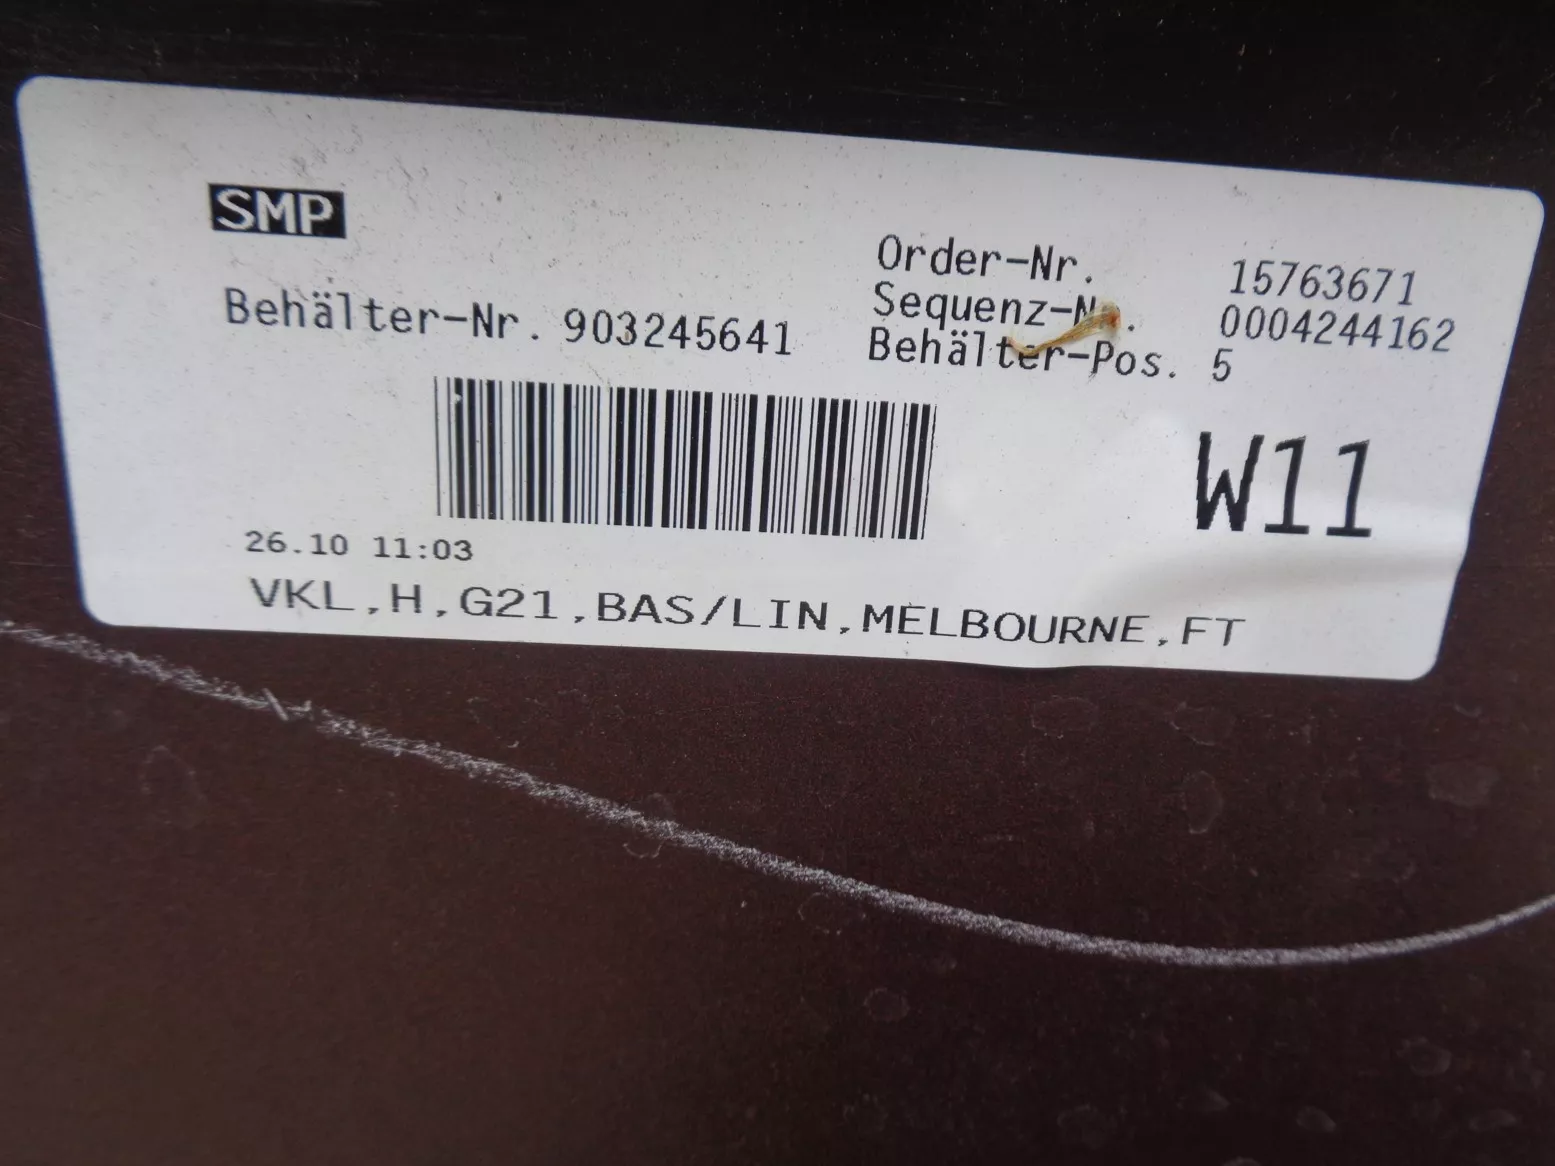 SMP
Behälter-Nr. 903245641
Order-Nr. 15763671
Sequenz-Nr. 0004244162
Behälter-Pos. 5
W11
26.10 11:03
VKL,H,G21,BAS/LIN,MELBOURNE,FT